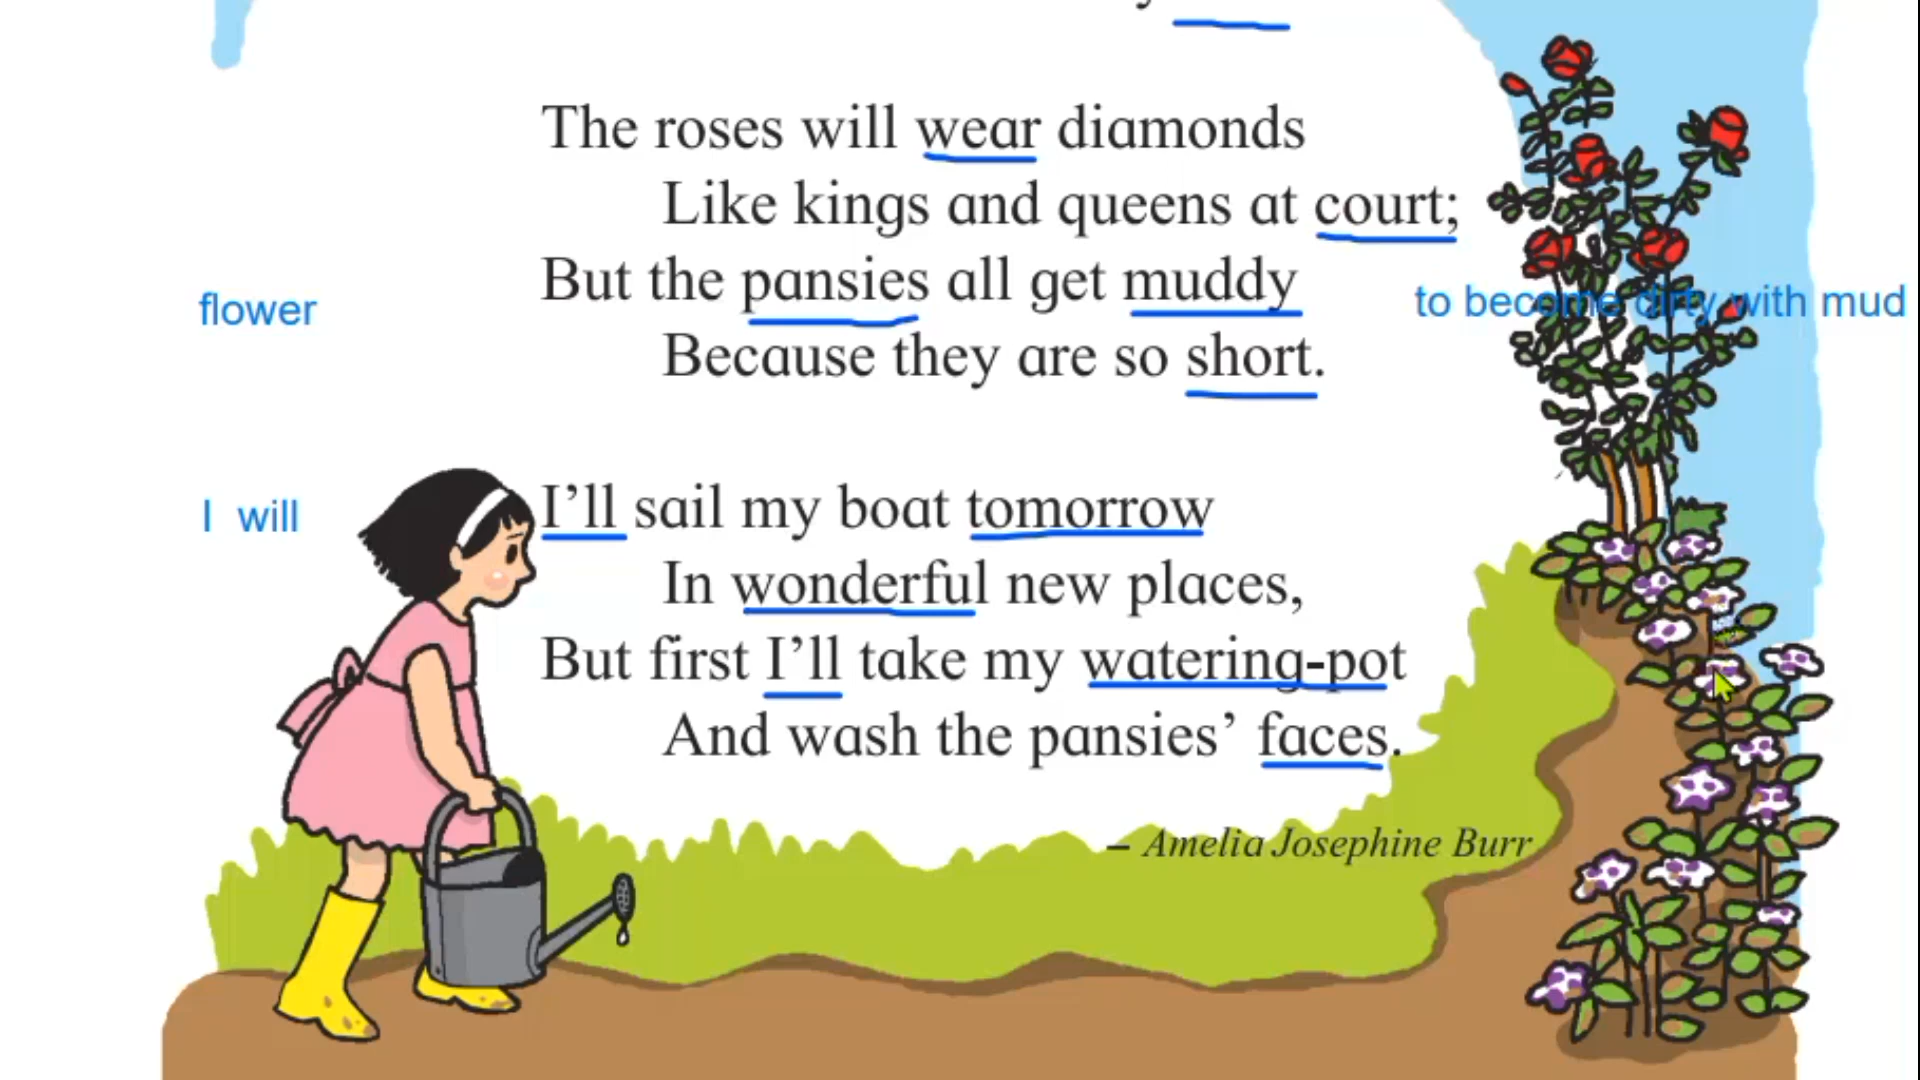 The roses will wear diamonds
Like kings and queens at court;
But the pansies all get muddy
flower
to become dirty with mud
Because they are so short.
I'll sail my boat tomorrow
I will
In wonderful new places,
But first I'll take my watering-pot
And wash the pansies' faces.
– Amelia Josephine Burr